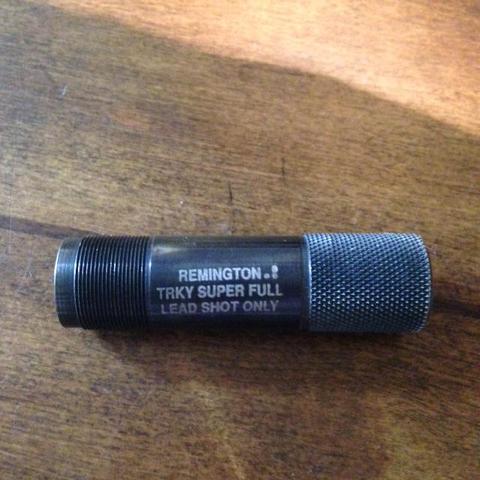 REMINGTON
TRKY SUPER FULL
LEAD SHOT ONLY